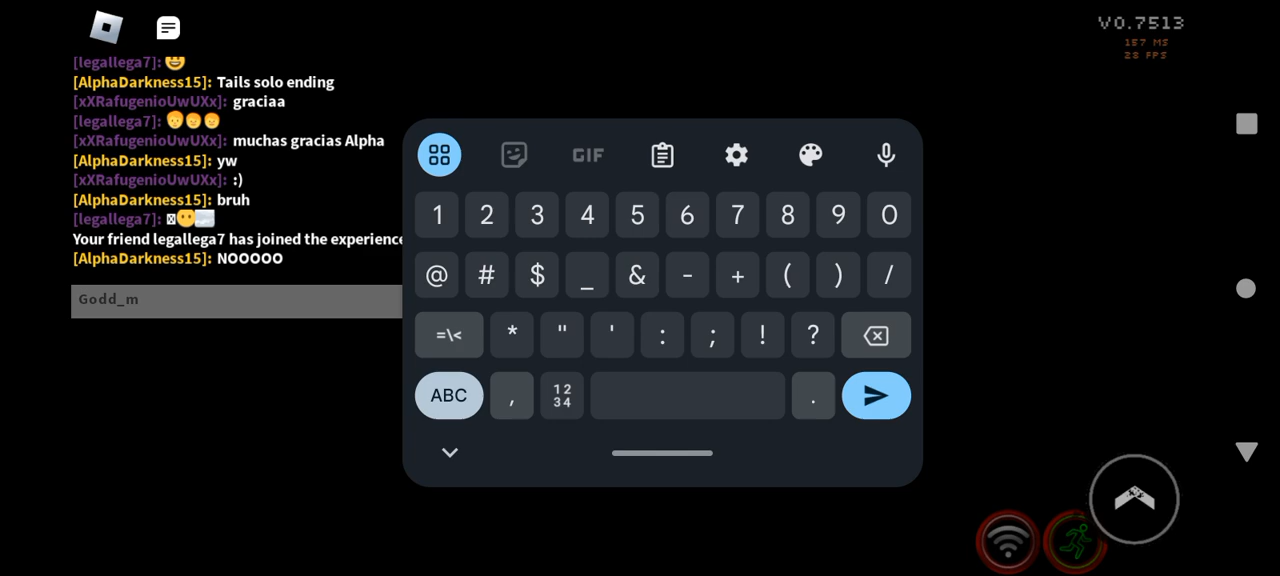 V0.7513
157 MS
28 FPS
[legallega7]: 😄
[AlphaDarkness15]: Tails solo ending
[xXRafugenioUwUXx]: graciaa
[legallega7]: 👨👦👦
[xXRafugenioUwUXx]: muchas gracias Alpha
[AlphaDarkness15]: yw
[xXRafugenioUwUXx]: :)
[AlphaDarkness15]: bruh
[legallega7]: 😶🌫
Your friend legallega7 has joined the experience
[AlphaDarkness15]: NOOOOO
Godd_m
GIF
1 2 3 4 5 6 7 8 9 0
@ # $ _ & - + ( ) /
=\< * " ' : ; ! ?
ABC , 12 .
34